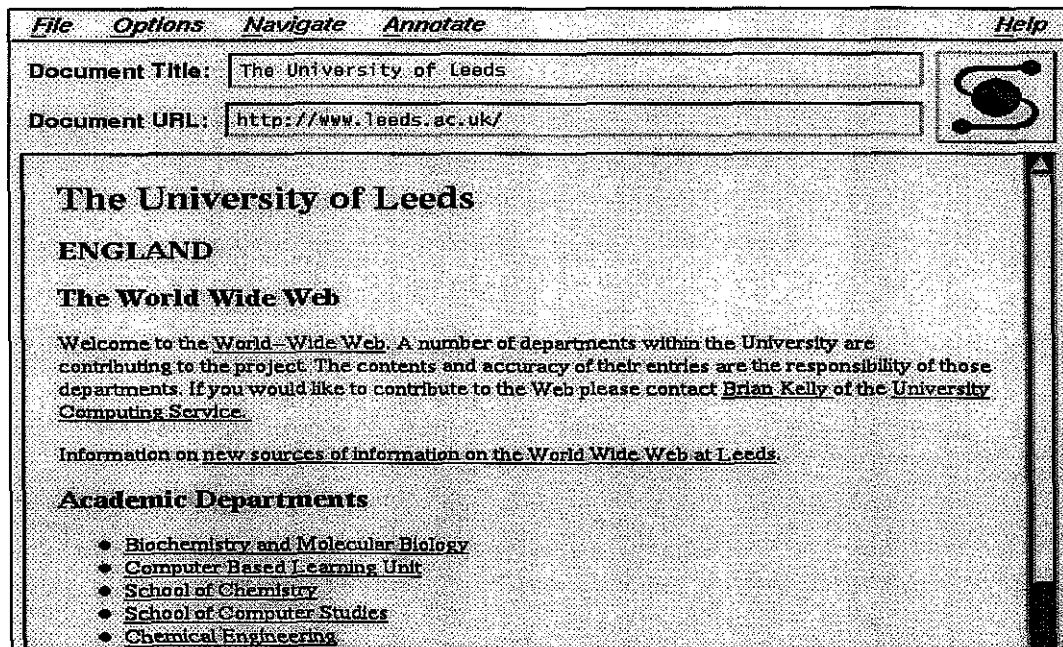 File Options Navigate Annotate Help
Document Title: The University of Leeds
Document URL: http://www.leeds.ac.uk/
The University of Leeds
ENGLAND
The World Wide Web
Welcome to the World-Wide Web. A number of departments within the University are
contributing to the project. The contents and accuracy of their entries are the responsibility of those
departments. If you would like to contribute to the Web please contact Brian Kelly of the University
Computing Service.
Information on new sources of information on the World Wide Web at Leeds.
Academic Departments
Biochemistry and Molecular Biology
Computer Based Learning Unit
School of Chemistry
School of Computer Studies
Chemical Engineering